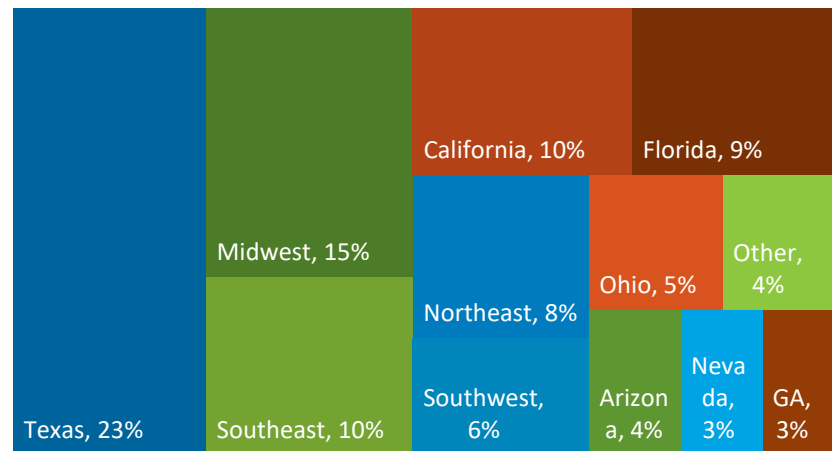 Texas, 23%
Midwest, 15%
Southeast, 10%
California, 10%
Florida, 9%
Northeast, 8%
Southwest,
6%
Ohio, 5%
Other,
4%
Arizon
a, 4%
Neva
da,
3%
GA,
3%